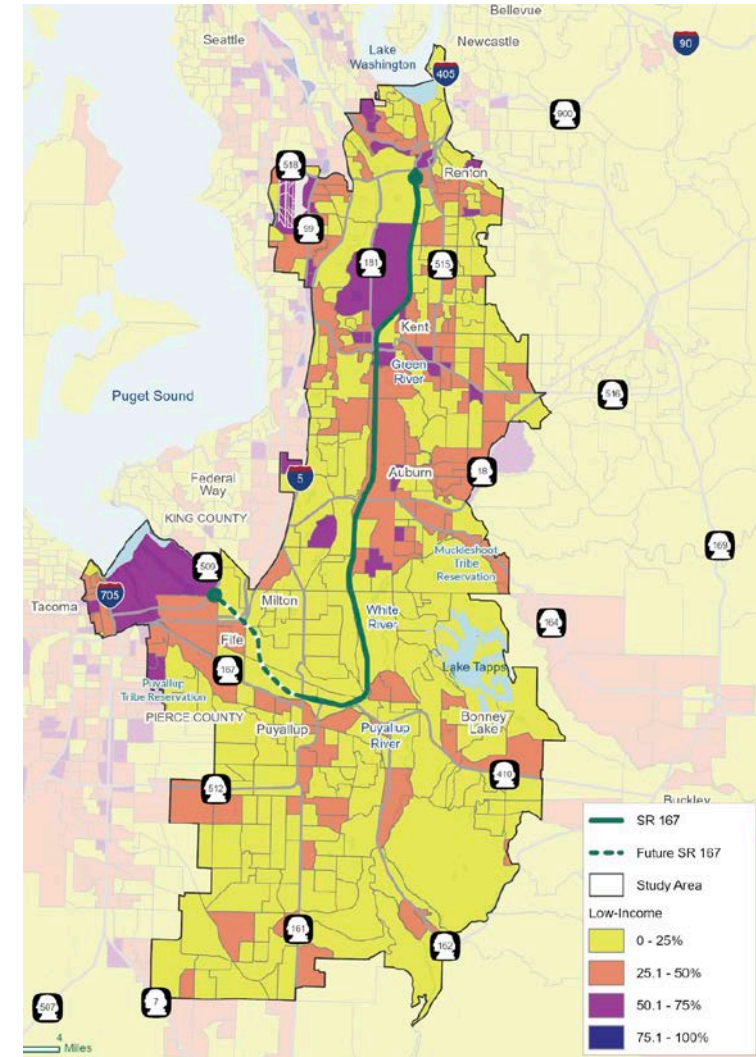 Bellevue
Seattle
Lake
Washington
Newcastle
90
405
900
518
Renton
99
181
515
Kent
Green
River
Puget Sound
516
Federal
Way
5
Auburn
18
KING COUNTY
169
509
Muckleshoot
Tribe
Reservation
705
Tacoma
Milton
White
River
164
Fife
Lake Tapps
167
Puyallup
Tribe Reservation
PIERCE COUNTY
Puyallup
Puyallup
River
Bonney
Lake
410
512
Buckley
SR 167
Future SR 167
Study Area
Low-Income
0 - 25%
25.1 - 50%
50.1 - 75%
75.1 - 100%
161
162
507
7
4
Miles